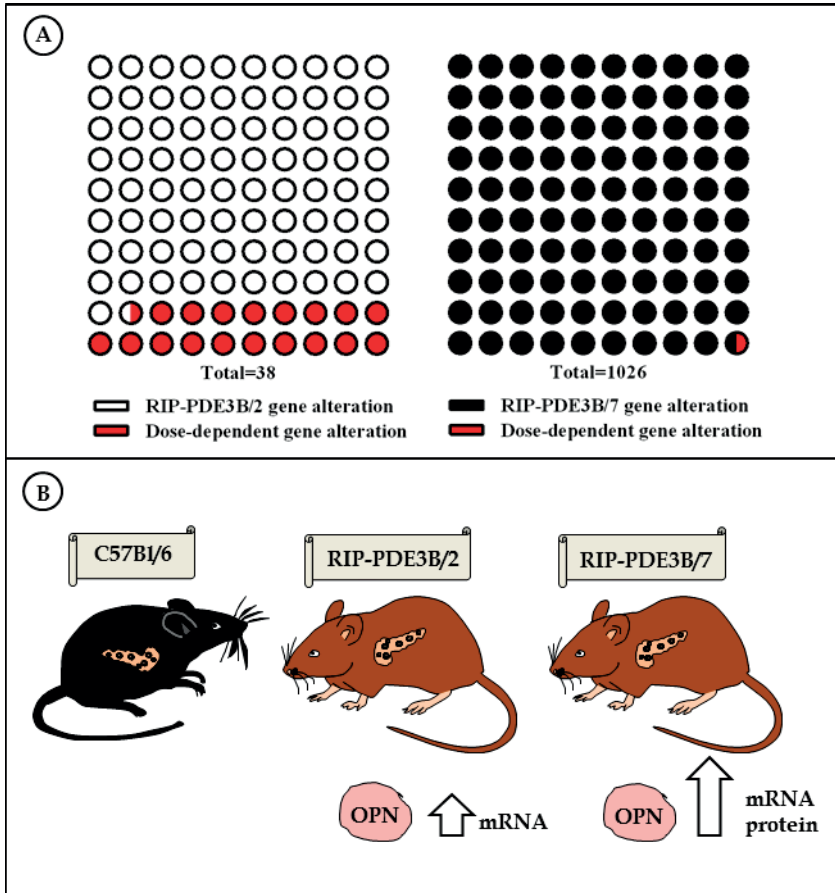 A
Total=38
RIP-PDE3B/2 gene alteration
Dose-dependent gene alteration
Total=1026
RIP-PDE3B/7 gene alteration
Dose-dependent gene alteration
B
C57B1/6
RIP-PDE3B/2
RIP-PDE3B/7
OPN
mRNA
OPN
mRNA
protein